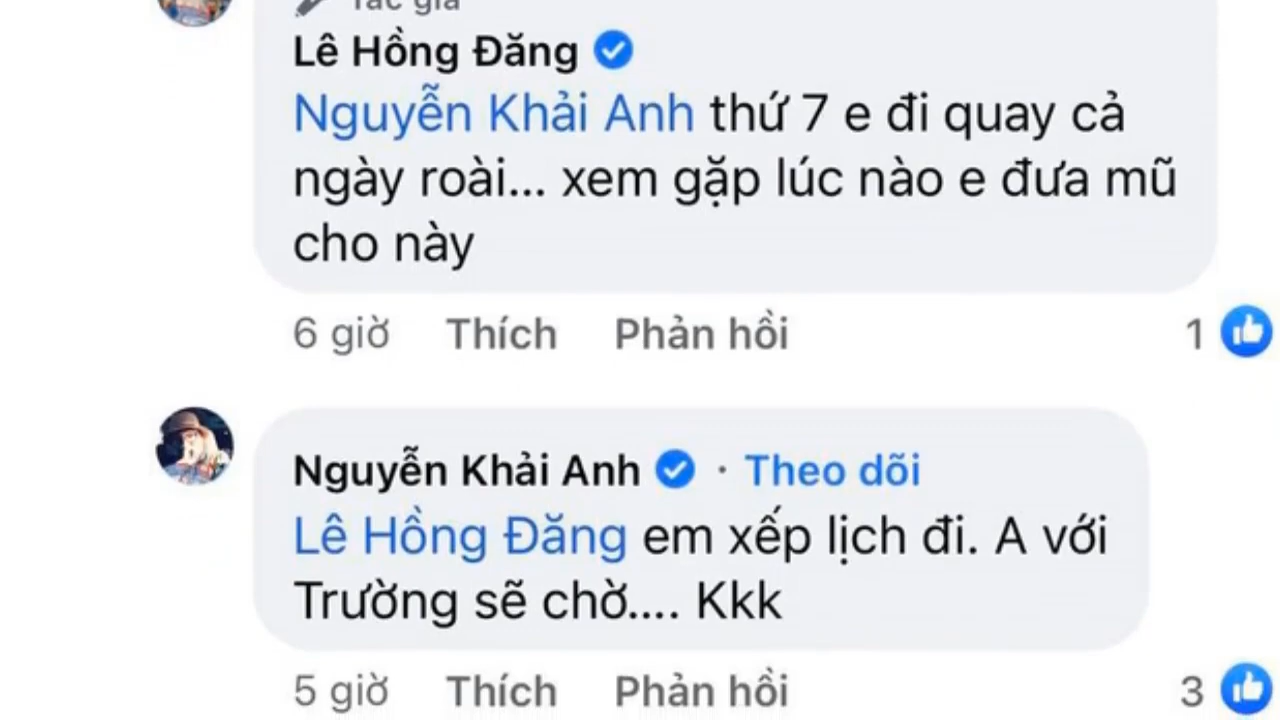 Tác giả
Lê Hồng Đăng
Nguyễn Khải Anh thứ 7 e đi quay cả
ngày roài... xem gặp lúc nào e đưa mũ
cho này
6 giờ Thích Phản hồi 1
Nguyễn Khải Anh · Theo dõi
Lê Hồng Đăng em xếp lịch đi. A với
Trường sẽ chờ.... Kkk
5 giờ Thích Phản hồi 3